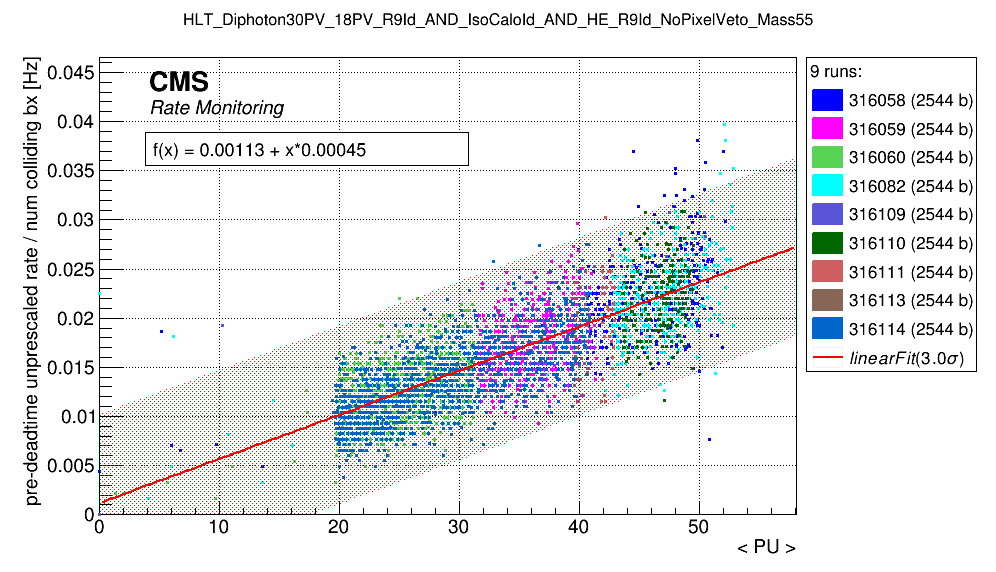 HLT_Diphoton30PV_18PV_R9Id_AND_IsoCaloId_AND_HE_R9Id_NoPixelVeto_Mass55
pre-deadtime unprescaled rate / num colliding bx [Hz]
0.045
0.04
0.035
0.03
0.025
0.02
0.015
0.01
0.005
0
CMS
Rate Monitoring
f(x) = 0.00113 + x*0.00045
0 10 20 30 40 50
< PU >
9 runs:
316058 (2544 b)
316059 (2544 b)
316060 (2544 b)
316082 (2544 b)
316109 (2544 b)
316110 (2544 b)
316111 (2544 b)
316113 (2544 b)
316114 (2544 b)
linearFit(3.0σ)